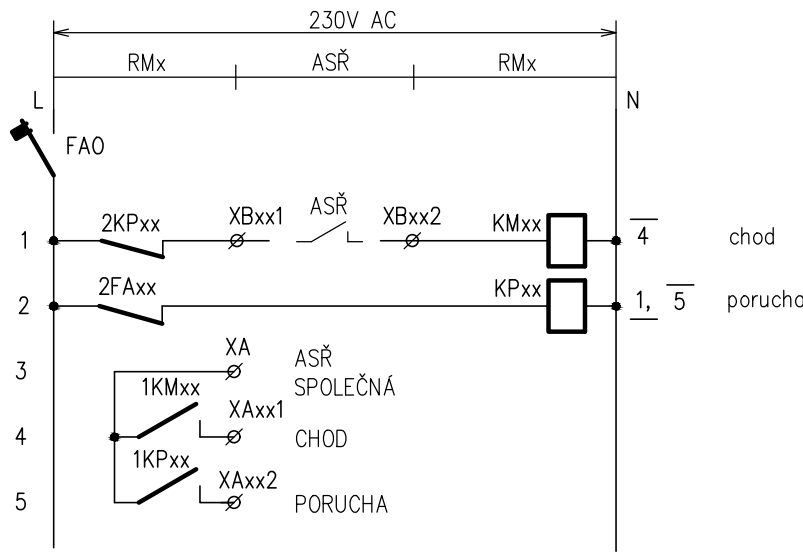 230V AC
RMx ASŘ RMx
L N
FA0
1 2KPxx XBxx1 ASŘ XBxx2 KMxx 4 chod
2 2FAxx KPxx 1, 5 porucha
3 XA ASŘ
SPOLEČNÁ
4 1KMxx XAxx1 CHOD
5 1KPxx XAxx2 PORUCHA